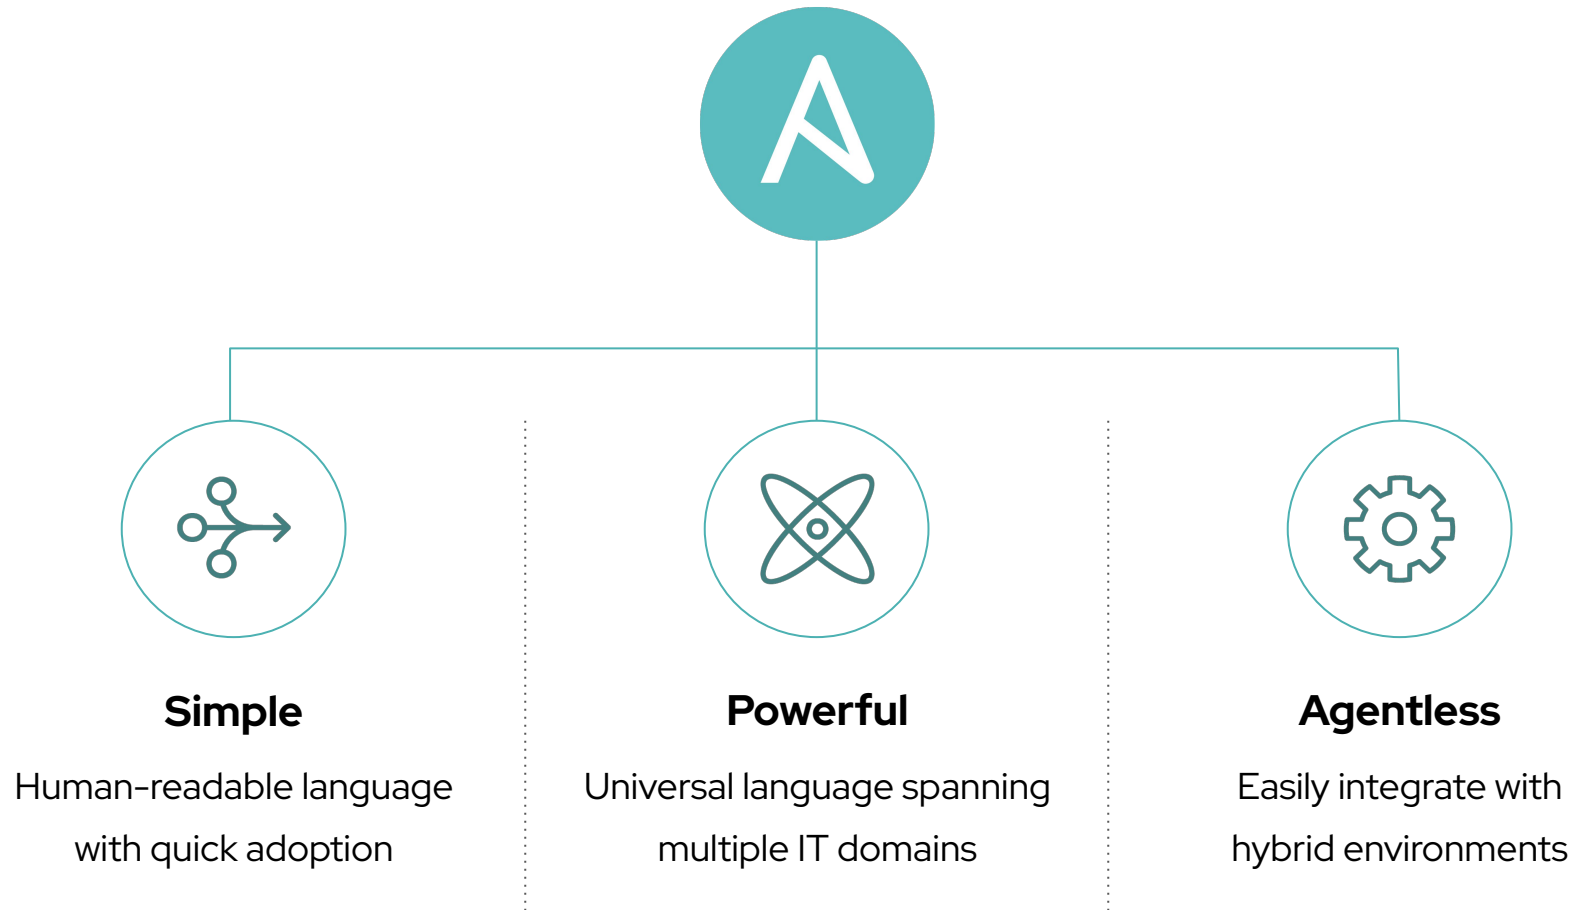 Simple
Human-readable language
with quick adoption
Powerful
Universal language spanning
multiple IT domains
Agentless
Easily integrate with
hybrid environments